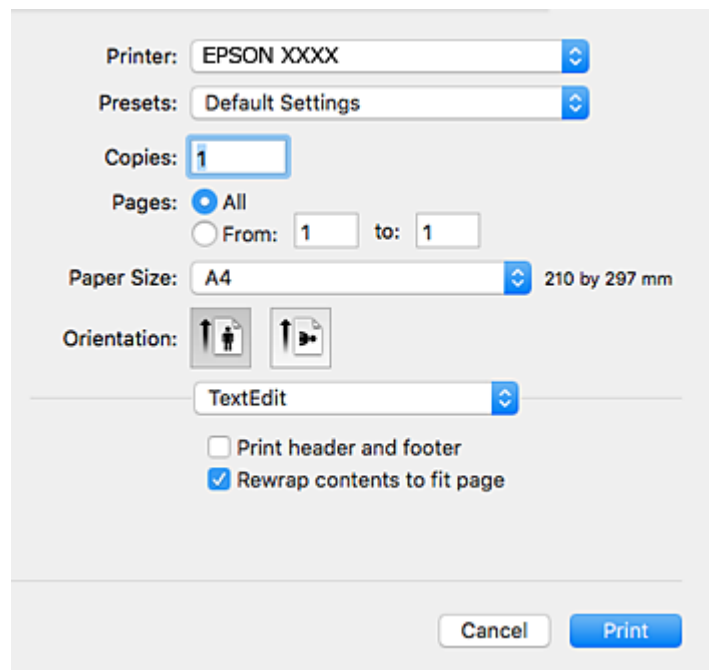 Printer: EPSON XXXX
Presets: Default Settings
Copies: 1
Pages: All
From: 1 to: 1
Paper Size: A4 210 by 297 mm
Orientation:
TextEdit
Print header and footer
Rewrap contents to fit page
Cancel Print